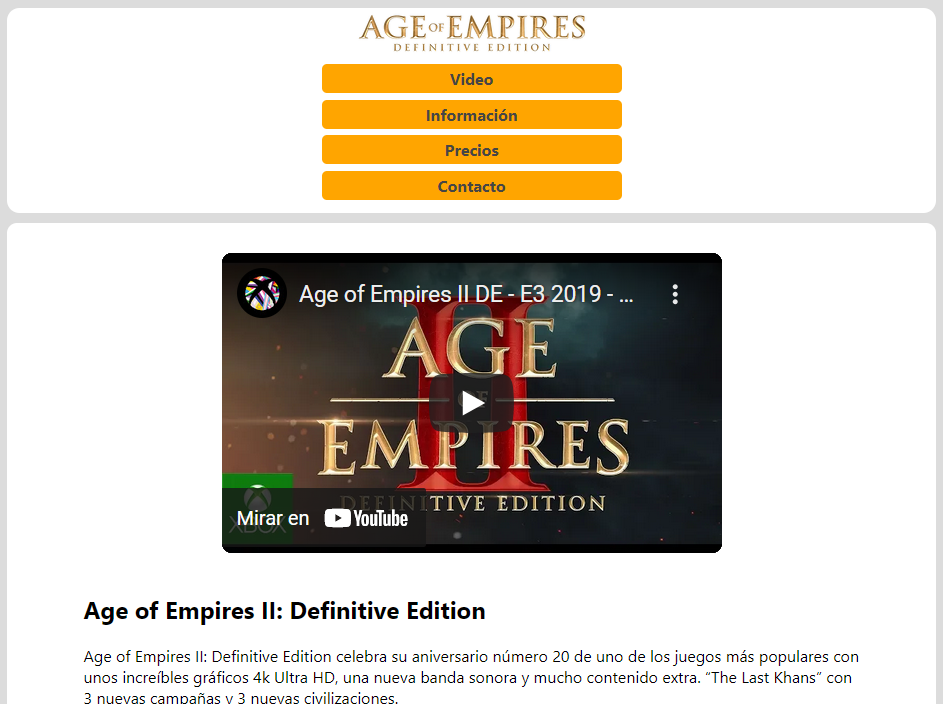 AGE OF EMPIRES
DEFINITIVE EDITION
Video
Información
Precios
Contacto
Age of Empires II DE - E3 2019 - ...
AGE
EMPIRES
DEFINITIVE EDITION
XBOX
Mirar en YouTube
Age of Empires II: Definitive Edition
Age of Empires II: Definitive Edition celebra su aniversario número 20 de uno de los juegos más populares con
unos increíbles gráficos 4k Ultra HD, una nueva banda sonora y mucho contenido extra. “The Last Khans” con
3 nuevas campañas y 3 nuevas civilizaciones.